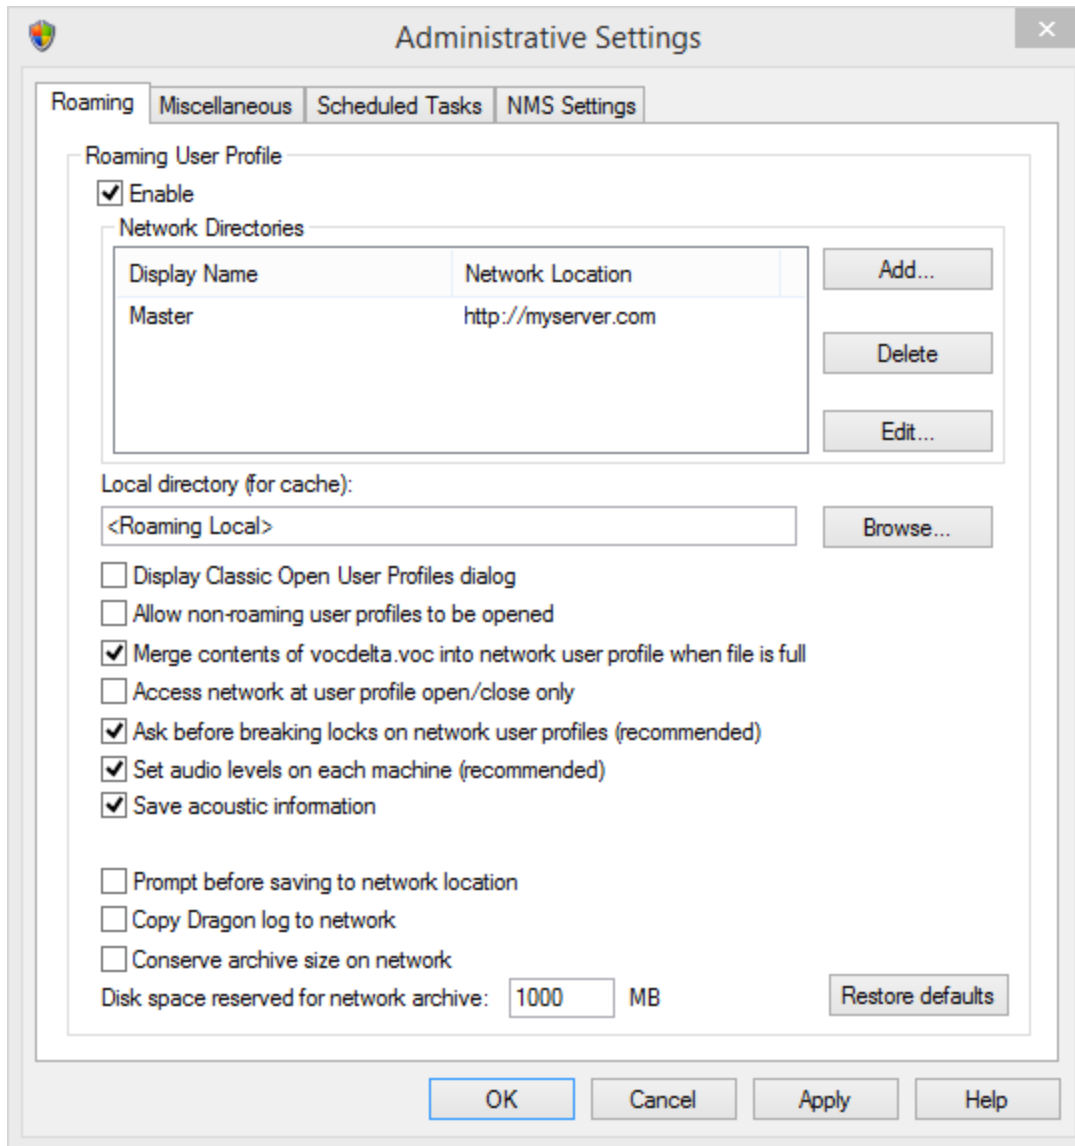 Administrative Settings
Roaming Miscellaneous Scheduled Tasks NMS Settings
Roaming User Profile
Enable
Network Directories
Display Name Network Location
Master http://myserver.com
Add...
Delete
Edit...
Local directory (for cache):
<Roaming Local> Browse...
Display Classic Open User Profiles dialog
Allow non-roaming user profiles to be opened
Merge contents of vocdelta.voc into network user profile when file is full
Access network at user profile open/close only
Ask before breaking locks on network user profiles (recommended)
Set audio levels on each machine (recommended)
Save acoustic information
Prompt before saving to network location
Copy Dragon log to network
Conserve archive size on network
Disk space reserved for network archive: 1000 MB Restore defaults
OK Cancel Apply Help